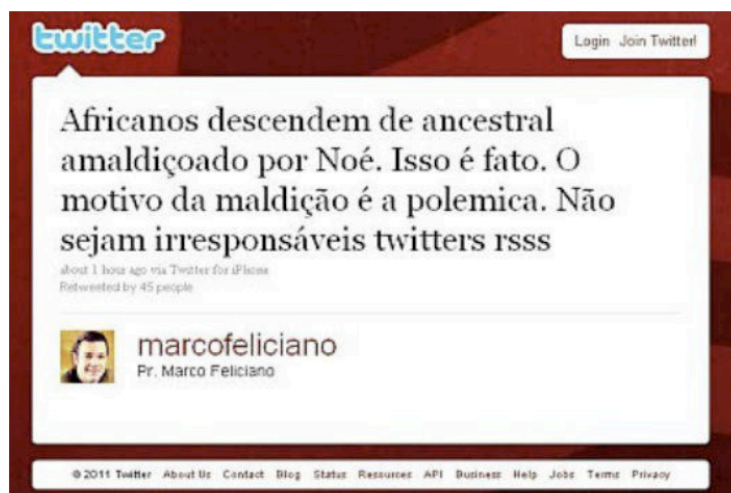 twitter
Login Join Twitter!
Africanos descendem de ancestral
amaldiçoado por Noé. Isso é fato. O
motivo da maldição é a polemica. Não
sejam irresponsáveis twitters rsss
about 1 hour ago via Twitter for iPhone
Retweeted by 45 people
marcofeliciano
Pr. Marco Feliciano
© 2011 Twitter About Us Contact Blog Status Resources API Business Help Jobs Terms Privacy